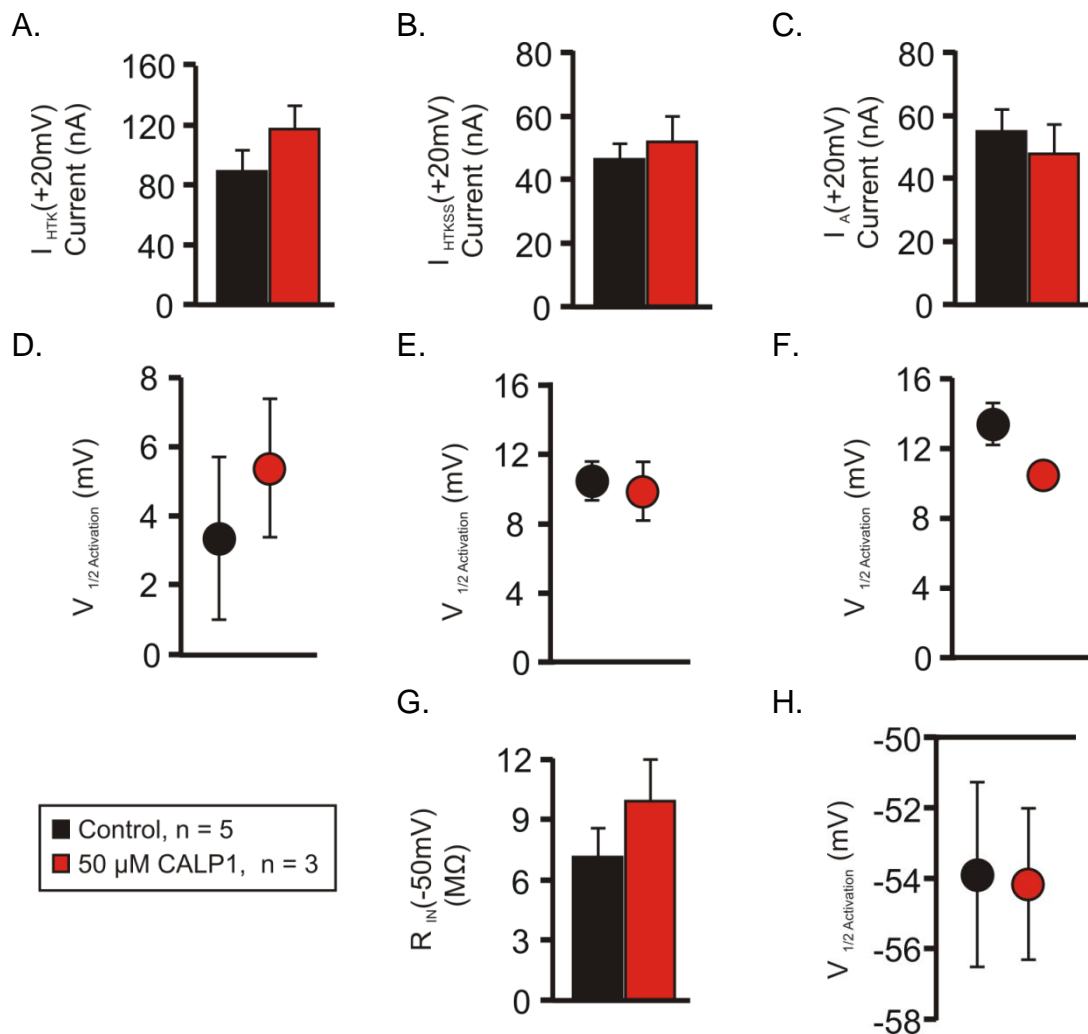 A.
I HTK (+20mV)
Current (nA)
160
120
80
40
0
B.
I HTKSS (+20mV)
Current (nA)
80
60
40
20
0
C.
I A (+20mV)
Current (nA)
80
60
40
20
0
D.
V 1/2 Activation (mV)
8
6
4
2
0
E.
V 1/2 Activation (mV)
16
12
8
4
0
F.
V 1/2 Activation (mV)
16
12
8
4
0
Control, n = 5
50 µM CALP1, n = 3
G.
R IN (-50mV)
(MΩ)
12
9
6
3
0
H.
V 1/2 Activation (mV)
-50
-52
-54
-56
-58